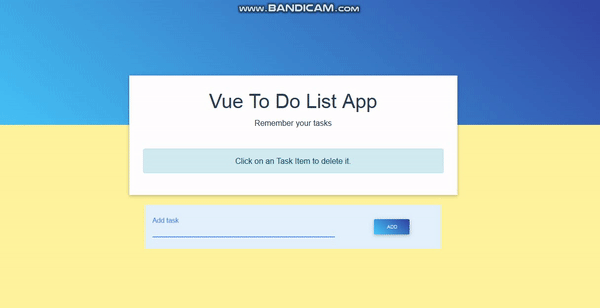 www.BANDICAM.com
Vue To Do List App
Remember your tasks
Click on an Task Item to delete it.
Add task
ADD